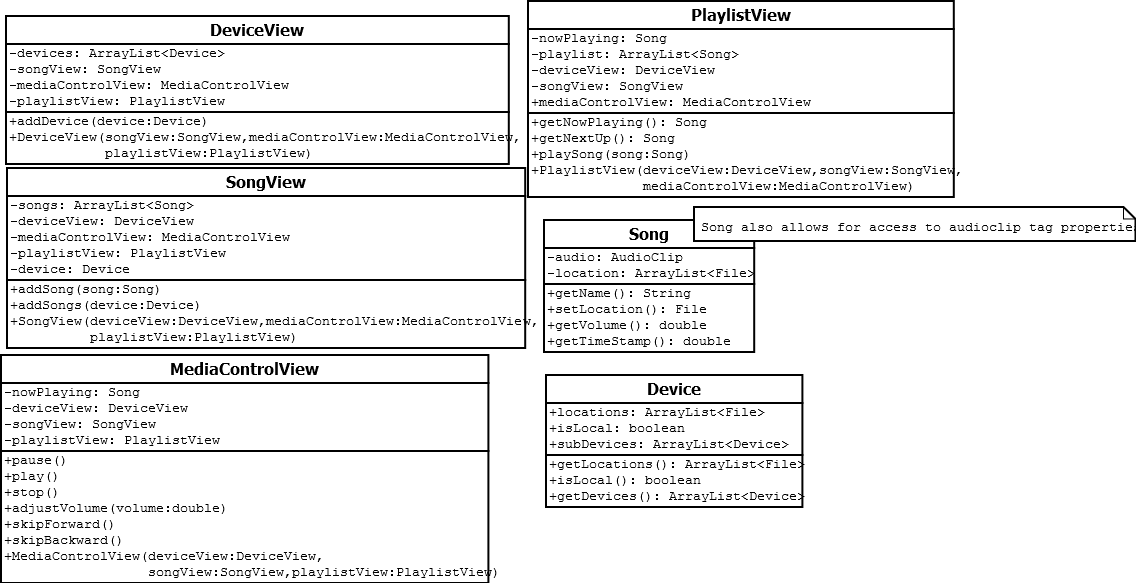 DeviceView
-devices: ArrayList<Device>
-songView: SongView
-mediaControlView: MediaControlView
-playlistView: PlaylistView
+addDevice(device:Device)
+DeviceView(songView:SongView,mediaControlView:MediaControlView,
playlistView:PlaylistView)
PlaylistView
-nowPlaying: Song
-playlist: ArrayList<Song>
-deviceView: DeviceView
-songView: SongView
+mediaControlView: MediaControlView
+getNowPlaying(): Song
+getNextUp(): Song
+playSong(song:Song)
+PlaylistView(deviceView:DeviceView,songView:SongView,
mediaControlView:MediaControlView)
SongView
-songs: ArrayList<Song>
-deviceView: DeviceView
-mediaControlView: MediaControlView
-playlistView: PlaylistView
-device: Device
+addSong(song:Song)
+addSongs(device:Device)
+SongView(deviceView:DeviceView,mediaControlView:MediaControlView,
playlistView:PlaylistView)
Song
-audio: AudioClip
-location: ArrayList<File>
+getName(): String
+setLocation(): File
+getVolume(): double
+getTimeStamp(): double
Song also allows for access to audioclip tag propertie
MediaControlView
-nowPlaying: Song
-deviceView: DeviceView
-songView: SongView
-playlistView: PlaylistView
+pause()
+play()
+stop()
+adjustVolume(volume:double)
+skipForward()
+skipBackward()
+MediaControlView(deviceView:DeviceView,
songView:SongView,playlistView:PlaylistView)
Device
+locations: ArrayList<File>
+isLocal: boolean
+subDevices: ArrayList<Device>
+getLocations(): ArrayList<File>
+isLocal(): boolean
+getDevices(): ArrayList<Device>